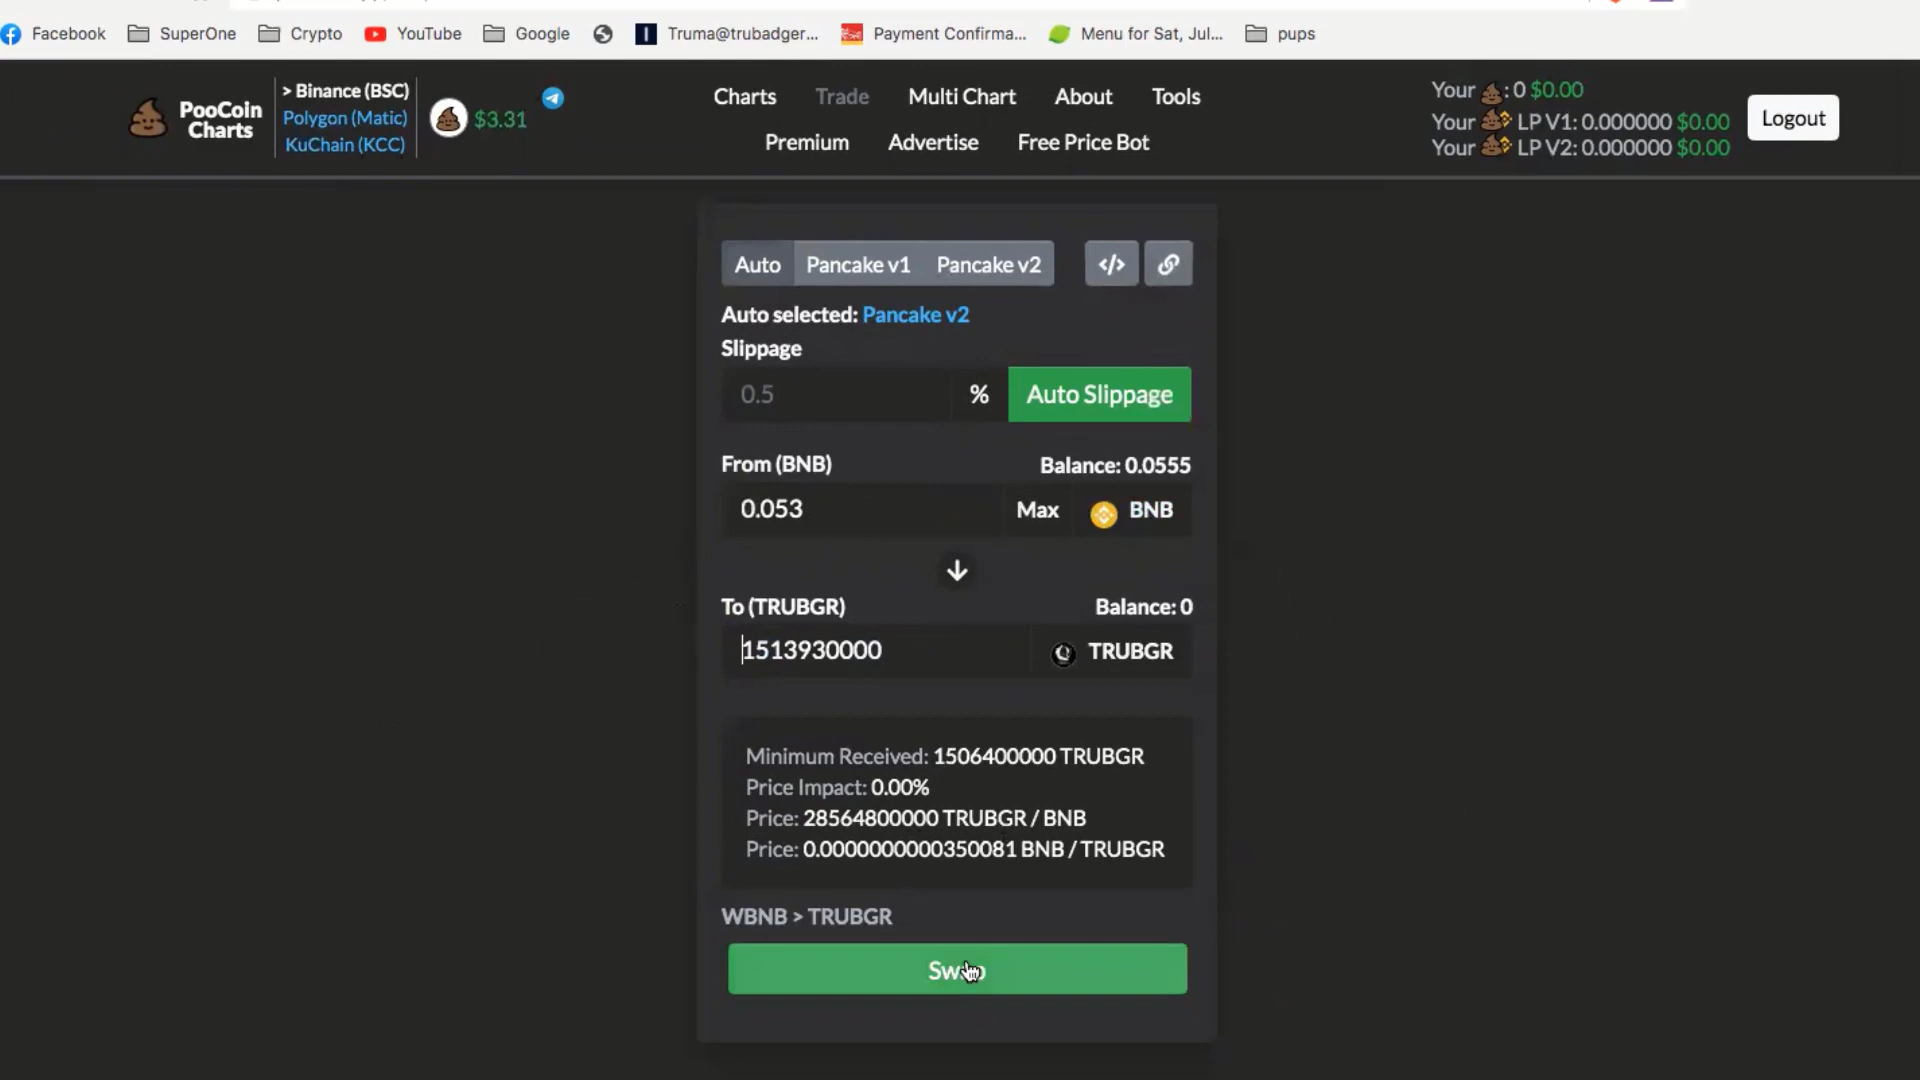 Facebook SuperOne Crypto YouTube Google Truma@trubadger... Payment Confirma... Menu for Sat, Jul... pups
PooCoin Charts
> Binance (BSC)
Polygon (Matic)
KuChain (KCC)
$3.31
Charts Trade Multi Chart About Tools
Premium Advertise Free Price Bot
Your : 0 $0.00
Your LP V1: 0.000000 $0.00
Your LP V2: 0.000000 $0.00
Logout
Auto Pancake v1 Pancake v2 </>
Auto selected: Pancake v2
Slippage
0.5 % Auto Slippage
From (BNB) Balance: 0.0555
0.053 Max BNB
To (TRUBGR) Balance: 0
1513930000 TRUBGR
Minimum Received: 1506400000 TRUBGR
Price Impact: 0.00%
Price: 28564800000 TRUBGR / BNB
Price: 0.0000000000350081 BNB / TRUBGR
WBNB > TRUBGR
Swap